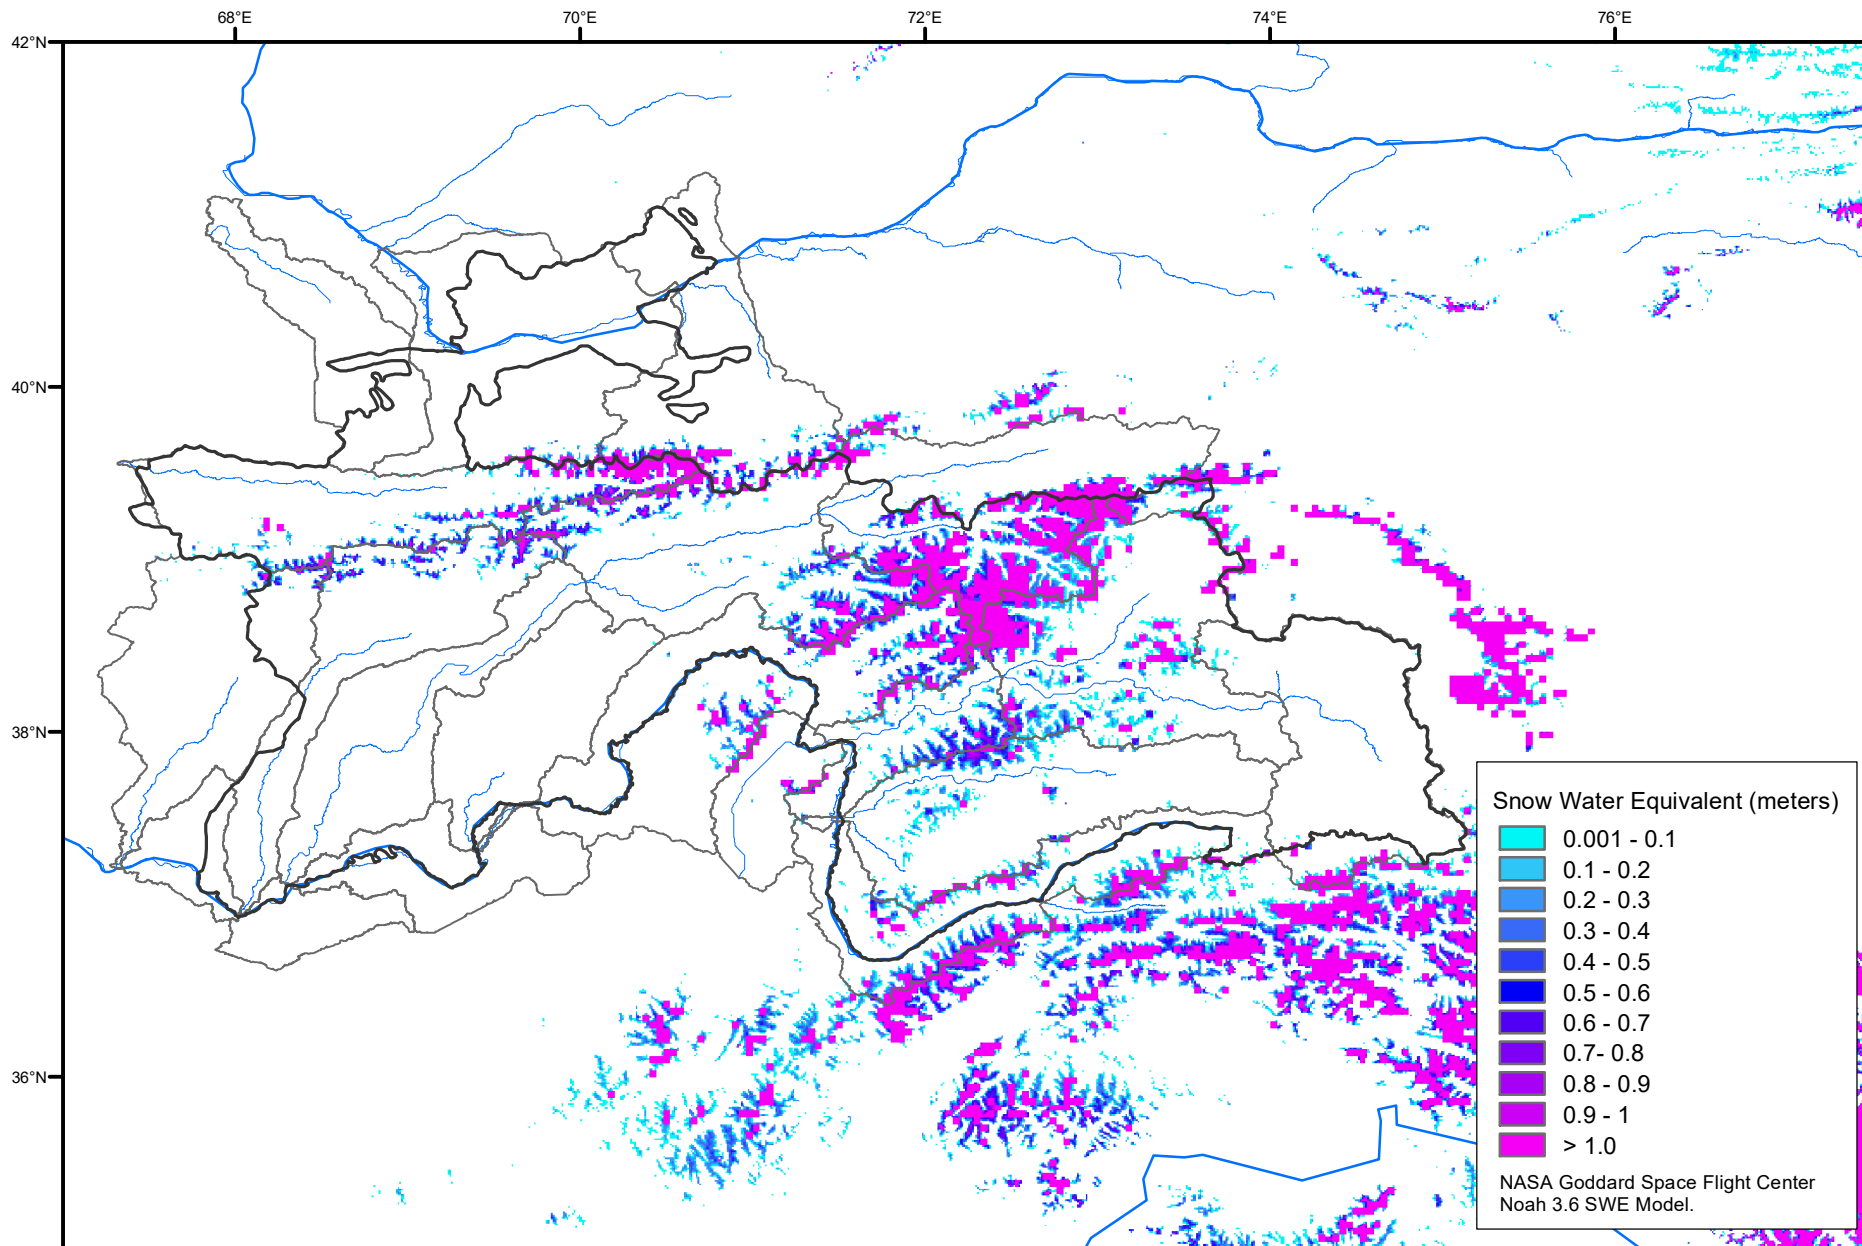 68°E 70°E 72°E 74°E 76°E
42°N
40°N
38°N
36°N
Snow Water Equivalent (meters)
0.001 - 0.1
0.1 - 0.2
0.2 - 0.3
0.3 - 0.4
0.4 - 0.5
0.5 - 0.6
0.6 - 0.7
0.7- 0.8
0.8 - 0.9
0.9 - 1
> 1.0
NASA Goddard Space Flight Center
Noah 3.6 SWE Model.